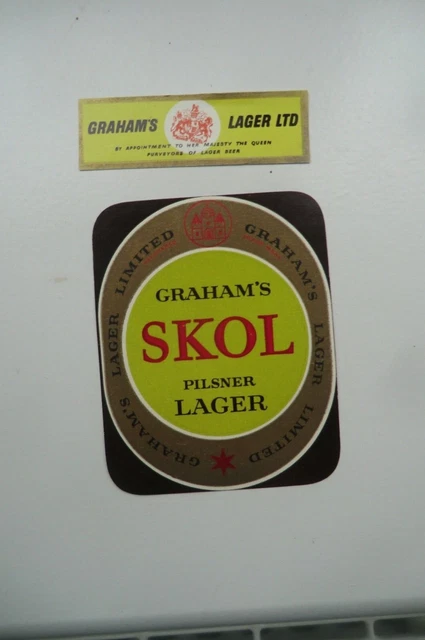 GRAHAM'S LAGER LTD
BY APPOINTMENT TO HER MAJESTY THE QUEEN
PURVEYORS OF LAGER BEER
GRAHAM'S LAGER LIMITED
GRAHAM'S LAGER LIMITED
GRAHAM'S
SKOL
PILSNER
LAGER